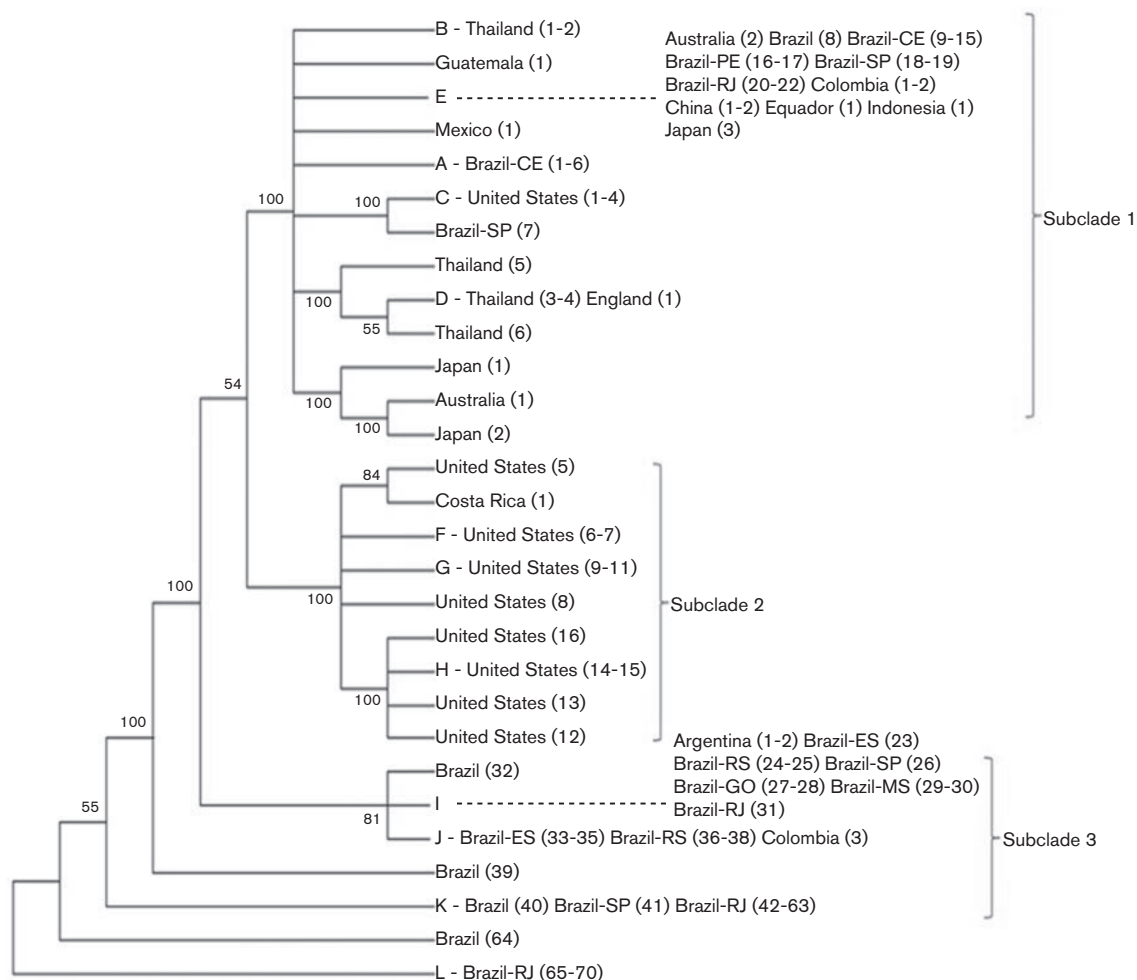 B - Thailand (1-2)
Guatemala (1)
E
Australia (2) Brazil (8) Brazil-CE (9-15)
Brazil-PE (16-17) Brazil-SP (18-19)
Brazil-RJ (20-22) Colombia (1-2)
China (1-2) Equador (1) Indonesia (1)
Japan (3)
Mexico (1)
A - Brazil-CE (1-6)
100
100
C - United States (1-4)
Brazil-SP (7)
Subclade 1
Thailand (5)
100
D - Thailand (3-4) England (1)
55
Thailand (6)
Japan (1)
54
100
Australia (1)
100
Japan (2)
84
United States (5)
Costa Rica (1)
F - United States (6-7)
G - United States (9-11)
100
100
United States (8)
Subclade 2
United States (16)
H - United States (14-15)
100
United States (13)
100
United States (12)
Argentina (1-2) Brazil-ES (23)
Brazil-RS (24-25) Brazil-SP (26)
Brazil-GO (27-28) Brazil-MS (29-30)
Brazil-RJ (31)
Brazil (32)
55
I
81
J - Brazil-ES (33-35) Brazil-RS (36-38) Colombia (3)
Subclade 3
Brazil (39)
K - Brazil (40) Brazil-SP (41) Brazil-RJ (42-63)
Brazil (64)
L - Brazil-RJ (65-70)